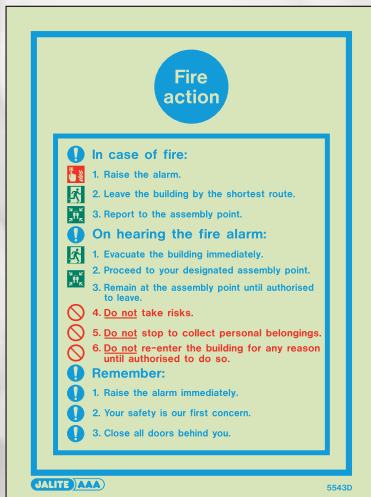 Fire
action
In case of fire:
1. Raise the alarm.
2. Leave the building by the shortest route.
3. Report to the assembly point.
On hearing the fire alarm:
1. Evacuate the building immediately.
2. Proceed to your designated assembly point.
3. Remain at the assembly point until authorised
to leave.
4. Do not take risks.
5. Do not stop to collect personal belongings.
6. Do not re-enter the building for any reason
until authorised to do so.
Remember:
1. Raise the alarm immediately.
2. Your safety is our first concern.
3. Close all doors behind you.
JALITE AAA
5543D